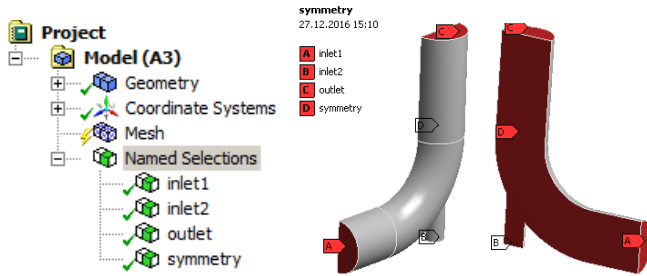 Project
Model (A3)
Geometry
Coordinate Systems
Mesh
Named Selections
inlet1
inlet2
outlet
symmetry
symmetry
27.12.2016 15:10
A inlet1
B inlet2
C outlet
D symmetry
C
D
A
B
C
D
B
A